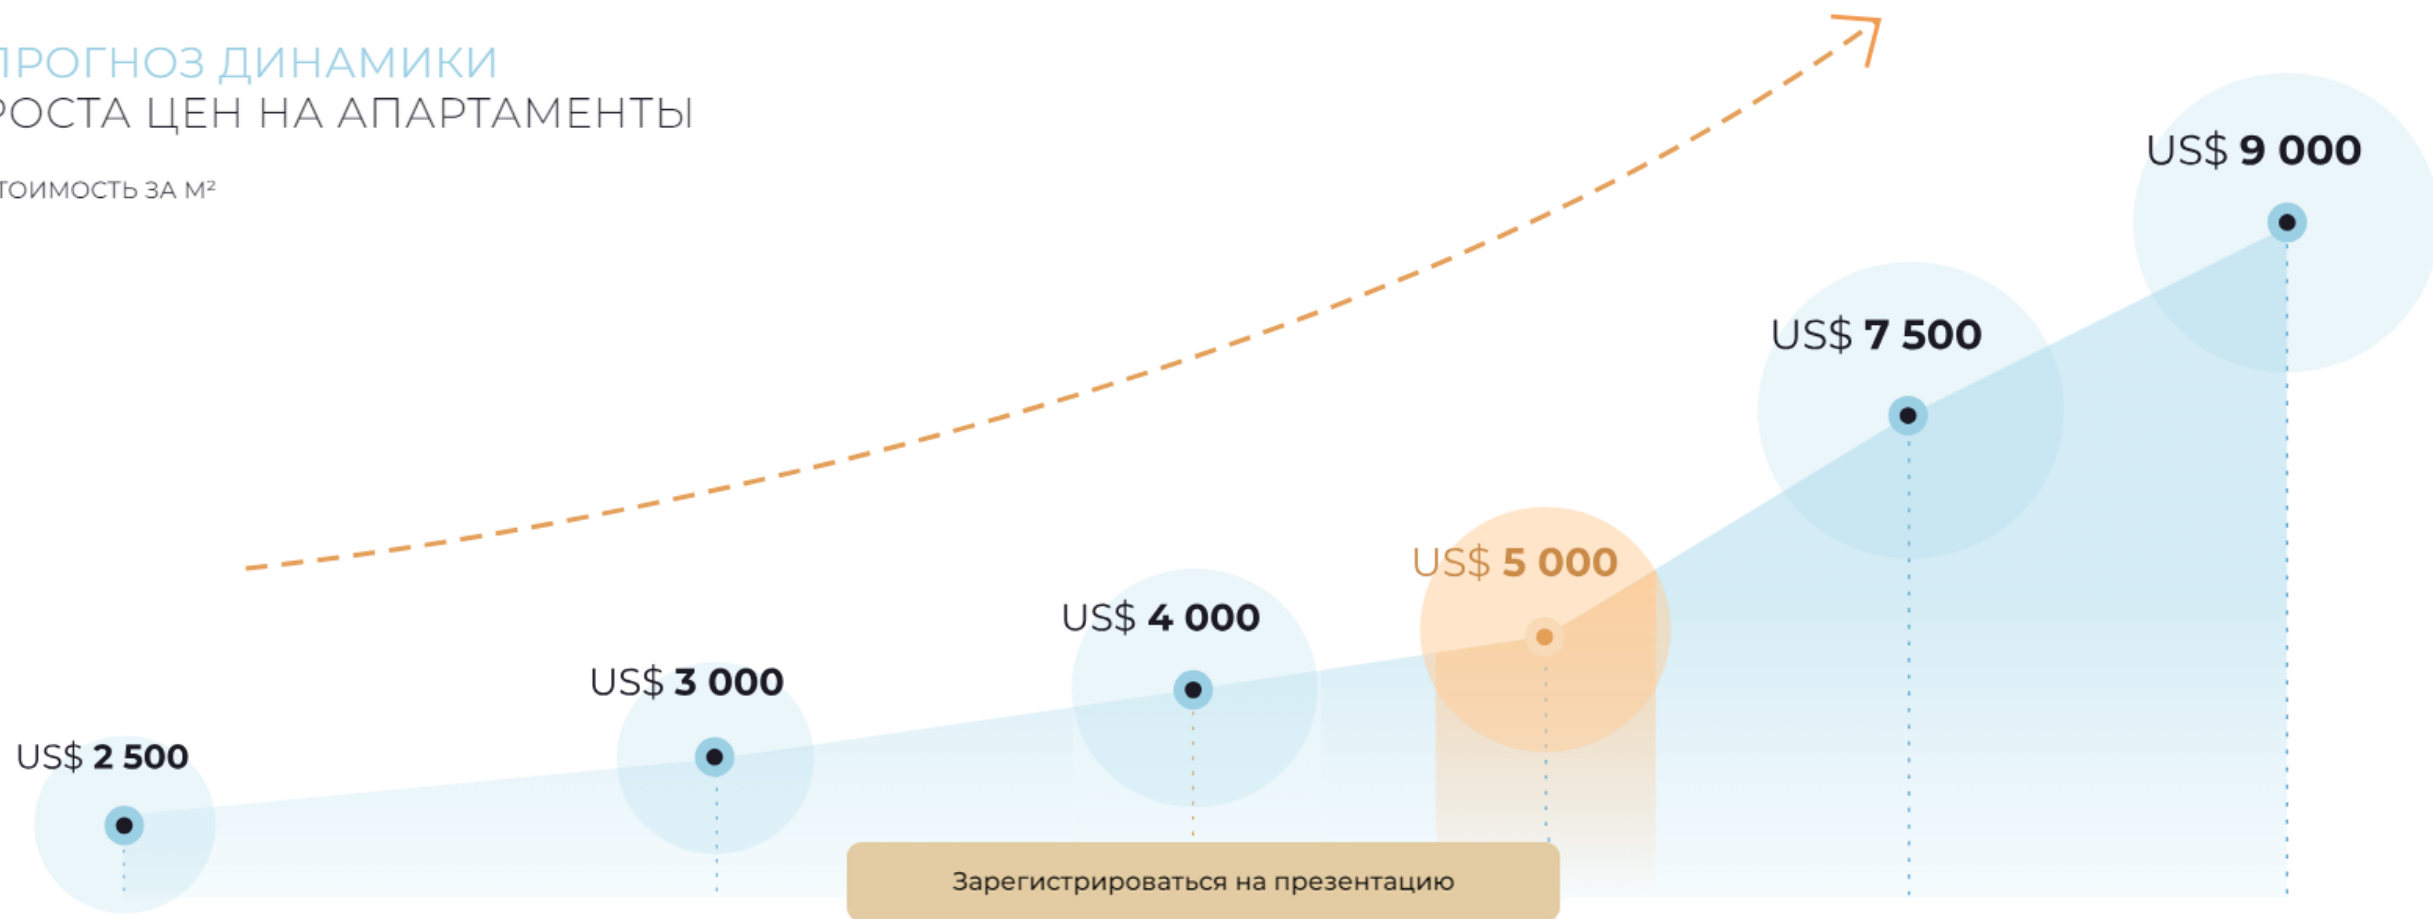 ПРОГНОЗ ДИНАМИКИ
РОСТА ЦЕН НА АПАРТАМЕНТЫ
СТОИМОСТЬ ЗА М²
US$ 9 000
US$ 7 500
US$ 5 000
US$ 4 000
US$ 3 000
US$ 2 500
Зарегистрироваться на презентацию